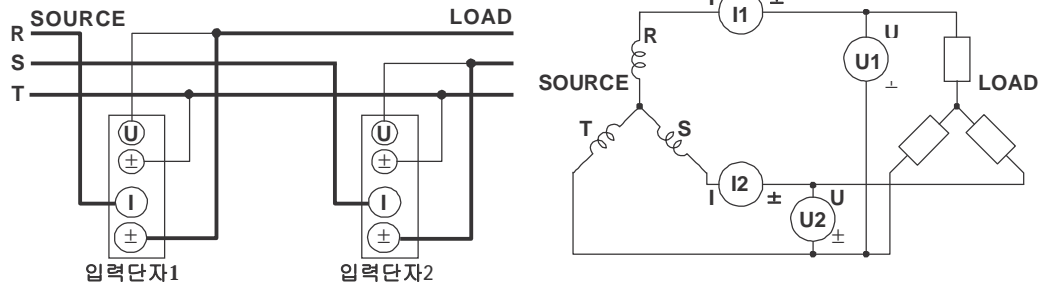 SOURCE
LOAD
R
S
T
U
±
I
±
입력단자1
U
±
I
±
입력단자2
I
I1
±
R
U
U1
±
SOURCE
LOAD
T
S
I
I2
±
U
U2
±